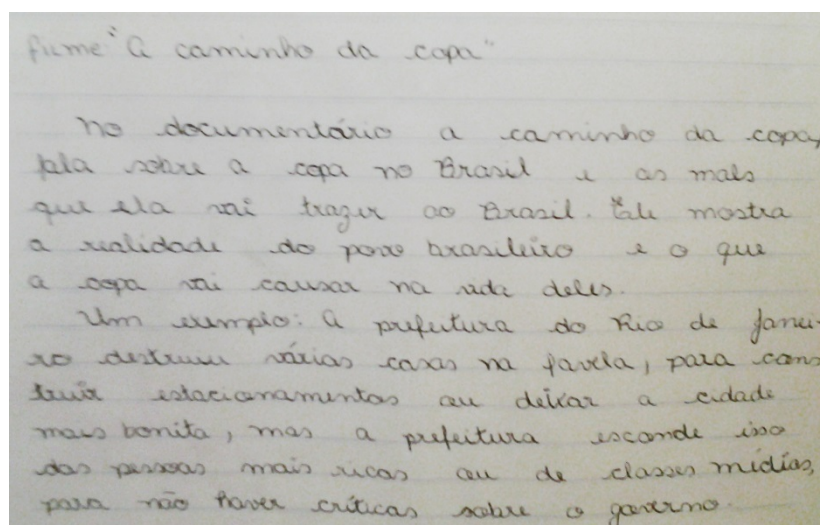 filme "A caminho da copa"
No documentário a caminho da copa,
fala sobre a copa no Brasil e as mals
que ela vai trazer ao Brasil. Ele mostra
a realidade do povo brasileiro e o que
a copa vai causar na vida deles.
Um exemplo: A prefeitura do Rio de Janei-
ro destruiu várias casas na favela, para cons
truir estacionamentos ou deixar a cidade
mais bonita, mas a prefeitura esconde isso
das pessoas mais ricas ou de classes mídias,
para não haver críticas sobre o governo.